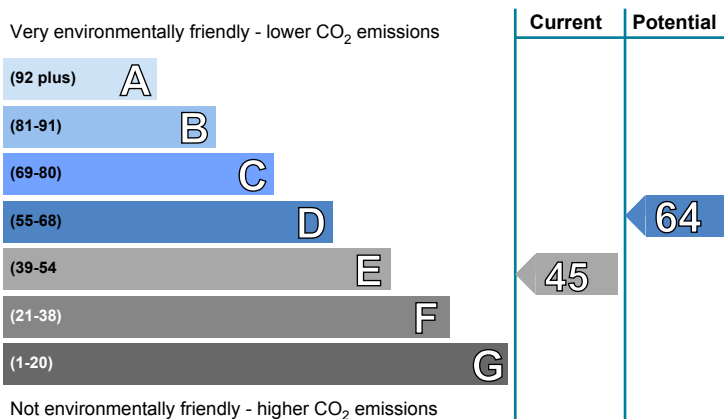 Current Potential
Very environmentally friendly - lower CO2 emissions
(92 plus) A
(81-91) B
(69-80) C
(55-68) D
64
(39-54 E
45
(21-38) F
(1-20) G
Not environmentally friendly - higher CO2 emissions